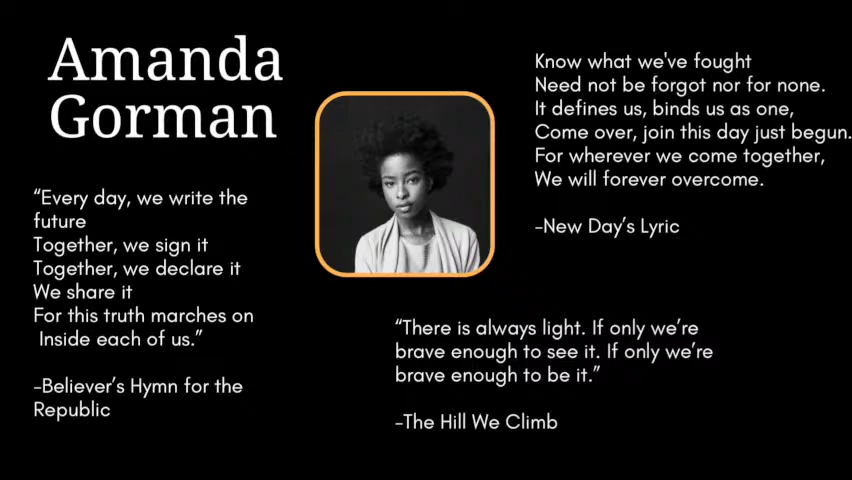 Amanda
Gorman
“Every day, we write the
future
Together, we sign it
Together, we declare it
We share it
For this truth marches on
Inside each of us.”
-Believer’s Hymn for the
Republic
Know what we've fought
Need not be forgot nor for none.
It defines us, binds us as one,
Come over, join this day just begun.
For wherever we come together,
We will forever overcome.
-New Day’s Lyric
“There is always light. If only we’re
brave enough to see it. If only we’re
brave enough to be it.”
-The Hill We Climb